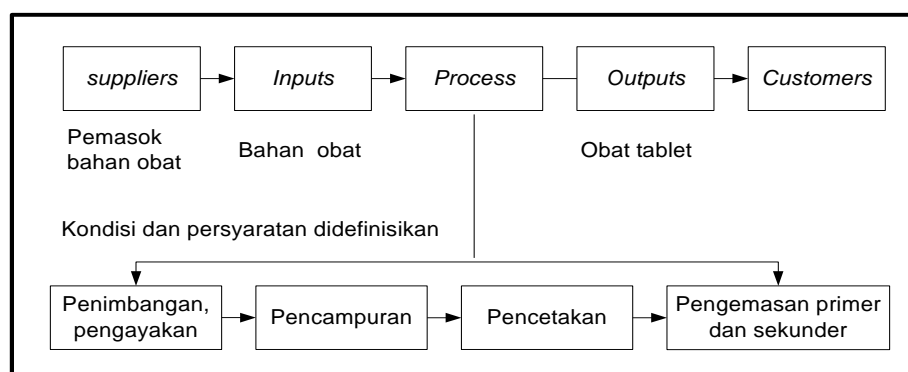 suppliers
Inputs
Process
Outputs
Customers
Pemasok
bahan obat
Bahan obat
Obat tablet
Kondisi dan persyaratan didefinisikan
Penimbangan,
pengayakan
Pencampuran
Pencetakan
Pengemasan primer
dan sekunder